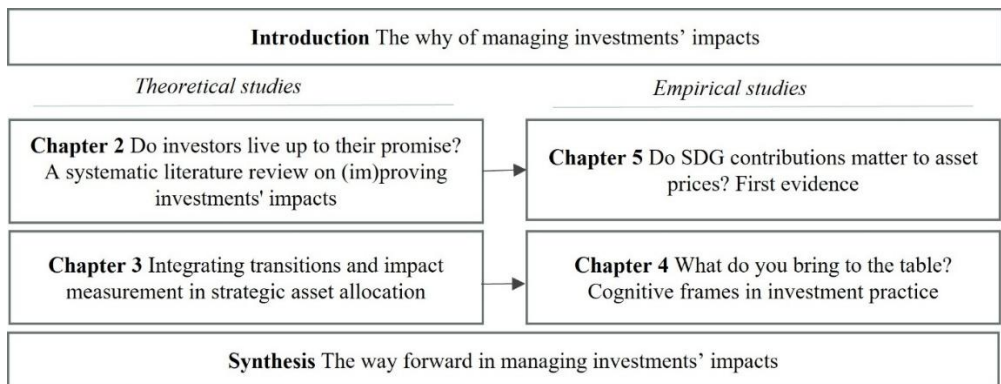 Introduction The why of managing investments' impacts
Theoretical studies
Empirical studies
Chapter 2 Do investors live up to their promise?
A systematic literature review on (im)proving
investments' impacts
Chapter 5 Do SDG contributions matter to asset
prices? First evidence
Chapter 3 Integrating transitions and impact
measurement in strategic asset allocation
Chapter 4 What do you bring to the table?
Cognitive frames in investment practice
Synthesis The way forward in managing investments' impacts